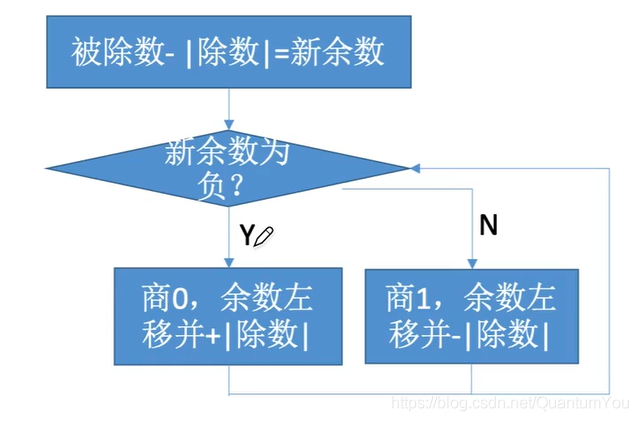 被除数- |除数|=新余数
新余数为
负？
Y
N
商0，余数左
移并+|除数|
商1，余数左
移并-|除数|
https://blog.csdn.net/QuantumYou